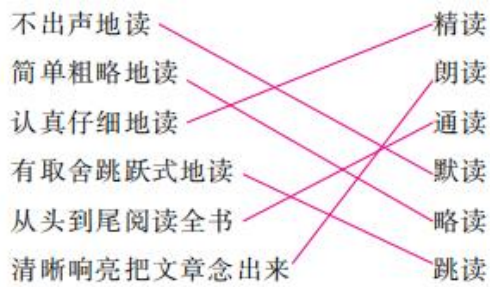 不出声地读 精读
简单粗略地读 朗读
认真仔细地读 通读
有取舍跳跃式地读 默读
从头到尾阅读全书 略读
清晰响亮把文章念出来 跳读